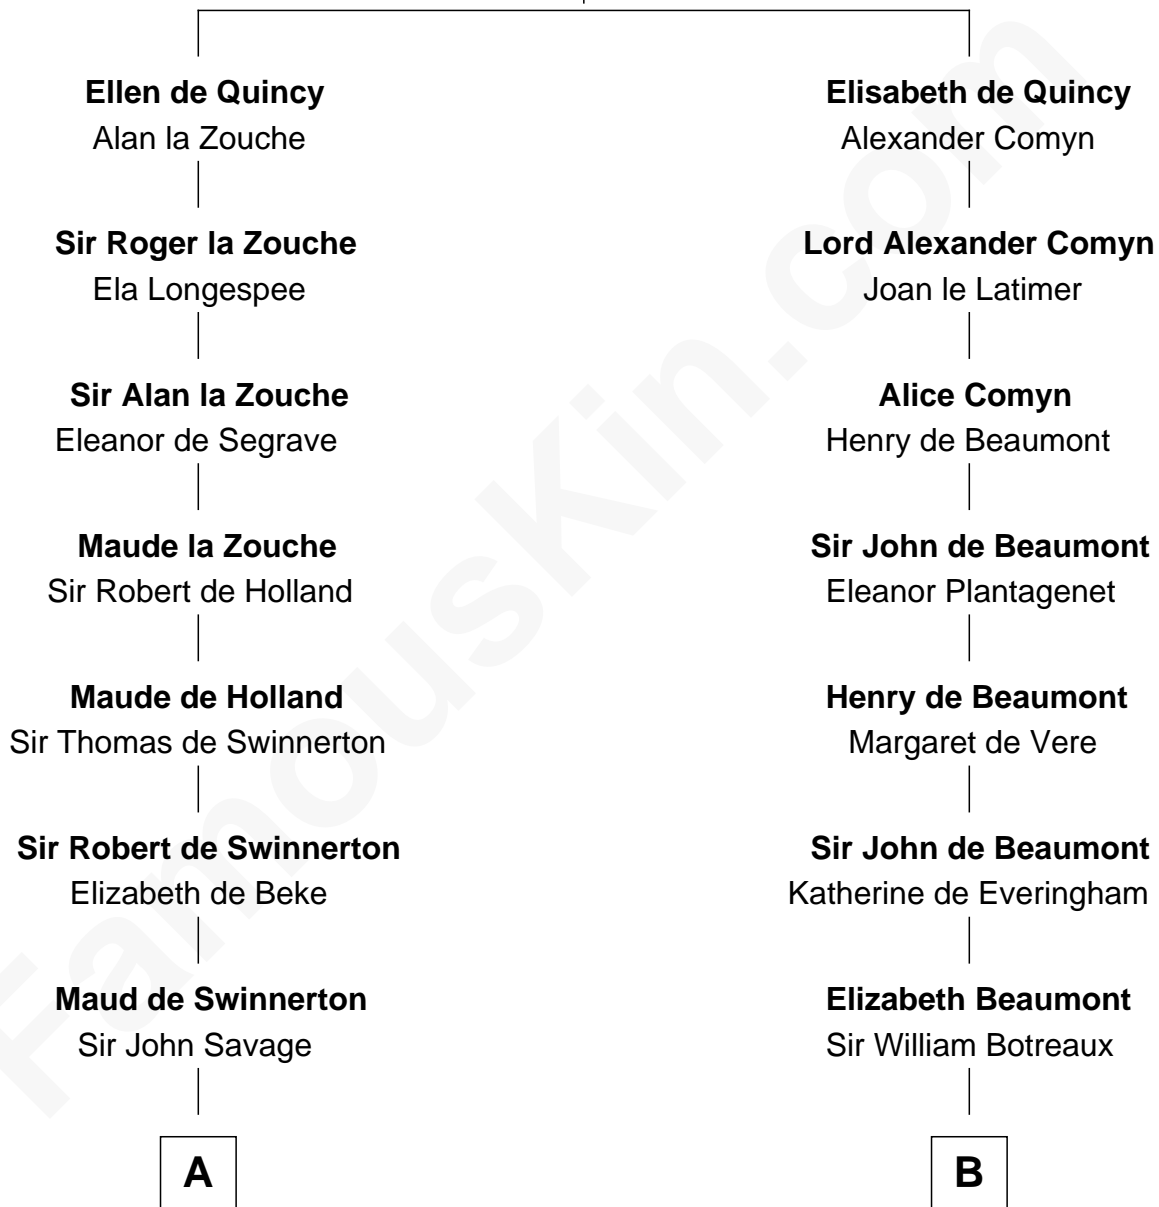 Ellen de Quincy
Alan la Zouche
Elisabeth de Quincy
Alexander Comyn
Sir Roger la Zouche
Ela Longespee
Lord Alexander Comyn
Joan le Latimer
Sir Alan la Zouche
Eleanor de Segrave
Alice Comyn
Henry de Beaumont
Maude la Zouche
Sir Robert de Holland
Sir John de Beaumont
Eleanor Plantagenet
Maude de Holland
Sir Thomas de Swinnerton
Henry de Beaumont
Margaret de Vere
Sir Robert de Swinnerton
Elizabeth de Beke
Sir John de Beaumont
Katherine de Everingham
Maud de Swinnerton
Sir John Savage
Elizabeth Beaumont
Sir William Botreaux
A
B
FamousKin.com